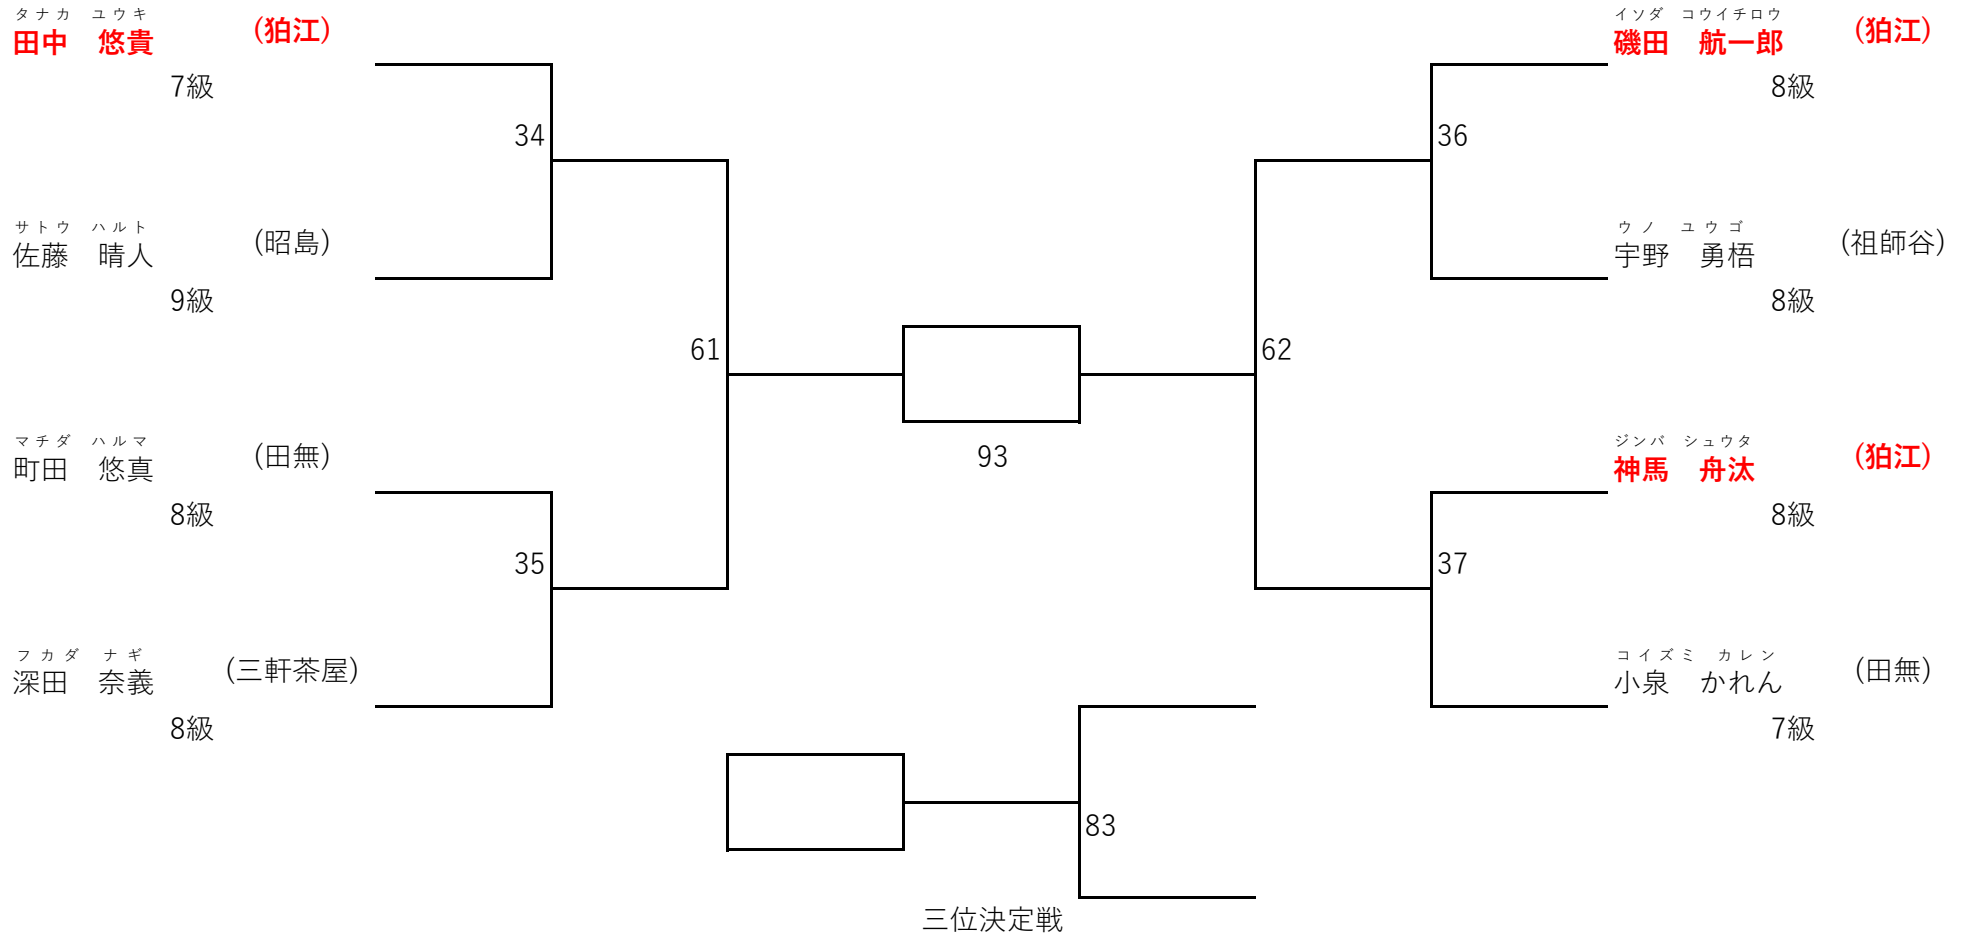 タナカ ユウキ
田中 悠貴 (狛江)
7級
34
サトウ ハルト
佐藤 晴人 (昭島)
9級
61
マチダ ハルマ
町田 悠真 (田無)
8級
35
フカダ ナギ
深田 奈義 (三軒茶屋)
8級
93
イソダ コウイチロウ
磯田 航一郎 (狛江)
8級
36
ウノ ユウゴ
宇野 勇梧 (祖師谷)
8級
62
ジンバ シュウタ
神馬 舟汰 (狛江)
8級
37
コイズミ カレン
小泉 かれん (田無)
7級
83
三位決定戦